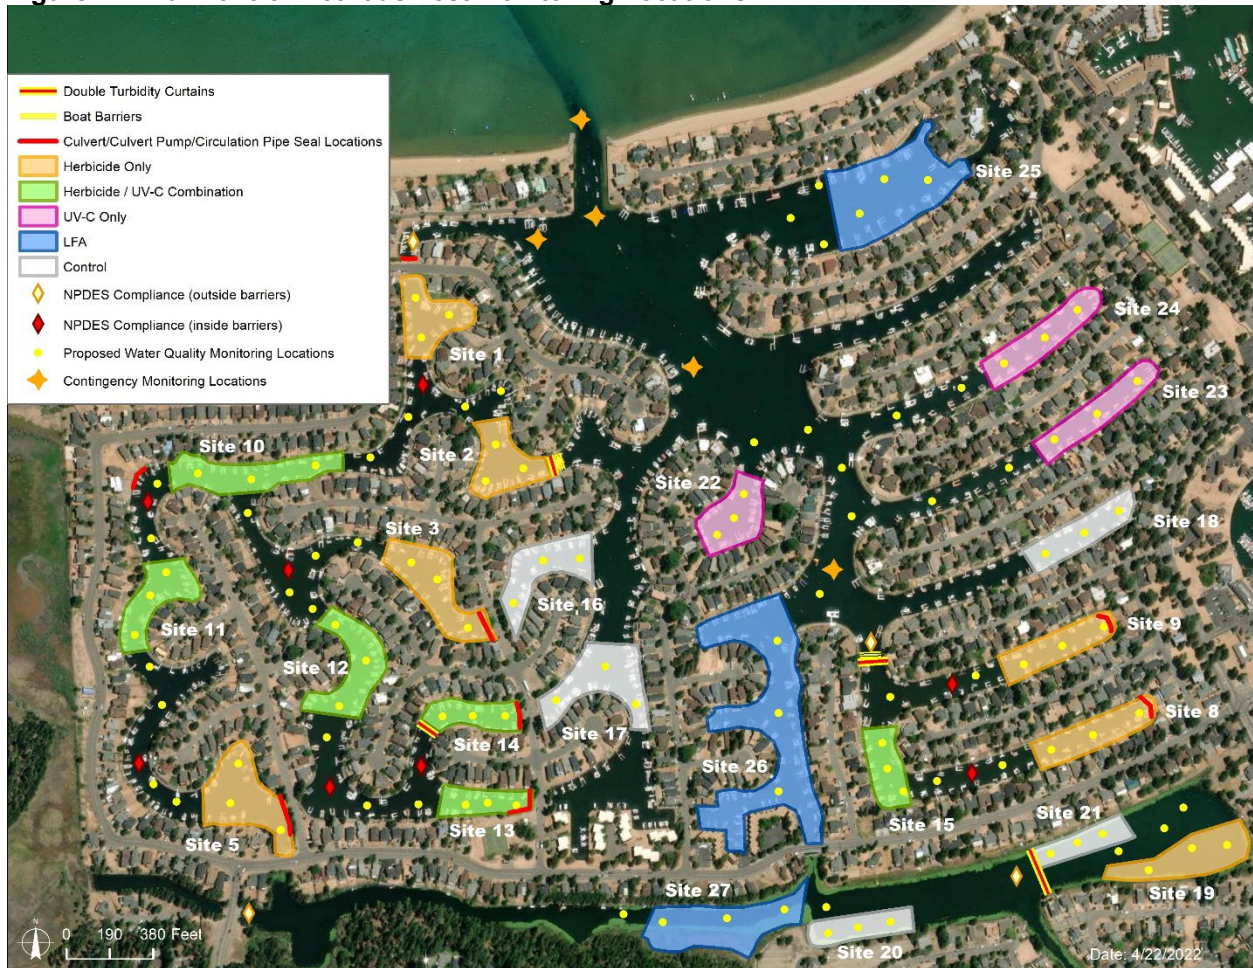 Double Turbidity Curtains
Boat Barriers
Culvert/Culvert Pump/Circulation Pipe Seal Locations
Herbicide Only
Herbicide / UV-C Combination
UV-C Only
LFA
Control
NPDES Compliance (outside barriers)
NPDES Compliance (inside barriers)
Proposed Water Quality Monitoring Locations
Contingency Monitoring Locations
Site 25
Site 24
Site 1
Site 23
Site 10
Site 2
Site 22
Site 3
Site 18
Site 16
Site 11
Site 9
Site 12
Site 8
Site 14
Site 17
Site 26
Site 13
Site 15
Site 21
Site 5
Site 27
Site 19
Site 20
N
0 190 380 Feet
Date: 4/22/2022